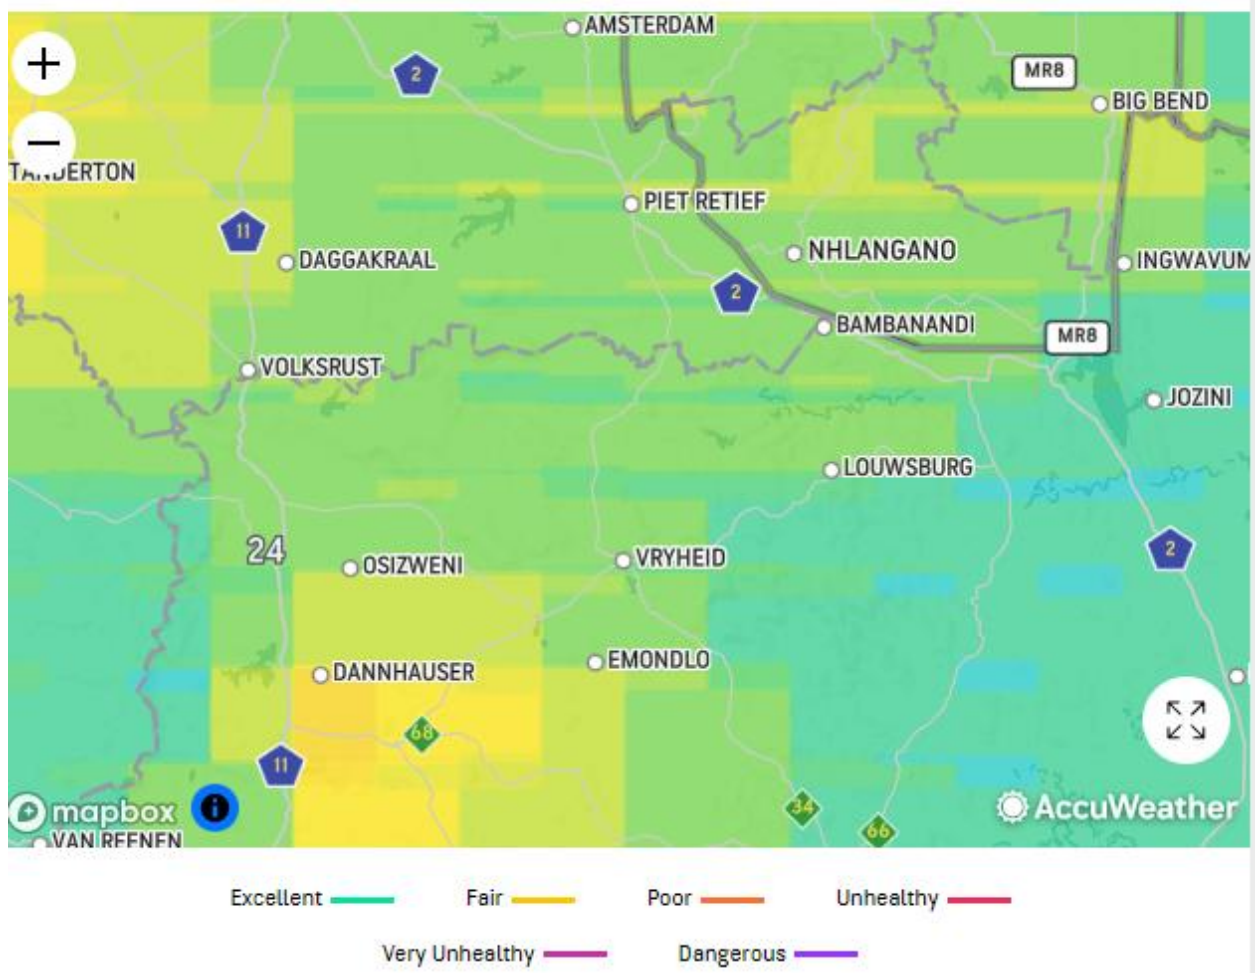 AMSTERDAM
2
MR8
BIG BEND
+
−
TANDERTON
PIET RETIEF
11
DAGGAKRAAL
NHLANGANO
INGWAVUM
2
BAMBANANDI
MR8
VOLKSRUST
JOZINI
LOUWSBURG
24
OSIZWENI
VRYHEID
2
DANNHAUSER
EMONDLO
68
11
mapbox
i
34
AccuWeather
66
VAN REENEN
Excellent Fair Poor Unhealthy
Very Unhealthy Dangerous